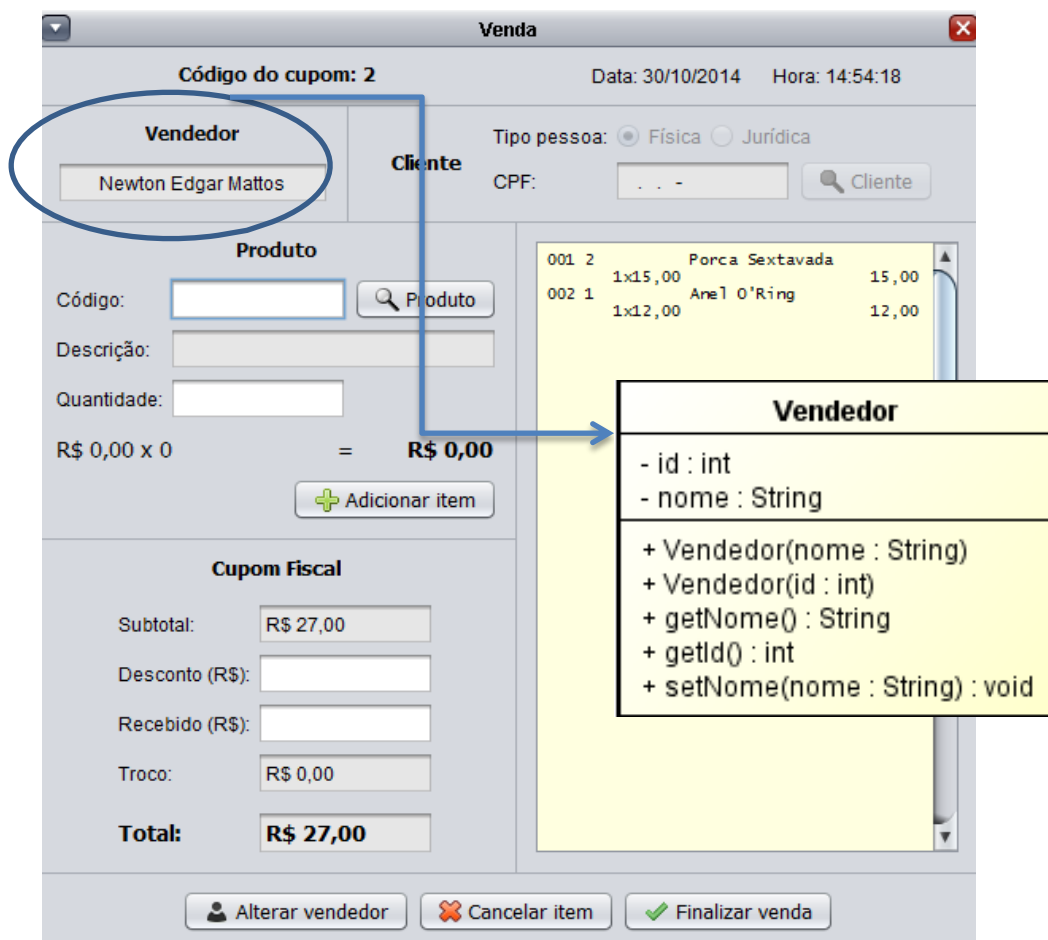 Venda
Código do cupom: 2
Data: 30/10/2014 Hora: 14:54:18
Vendedor
Newton Edgar Mattos
Cliente
Tipo pessoa: Física Jurídica
CPF: . . - Cliente
Produto
Código: Produto
Descrição:
Quantidade:
R$ 0,00 x 0 = R$ 0,00
Adicionar item
001 2 Porca Sextavada
1x15,00 15,00
002 1 Anel O'Ring
1x12,00 12,00
Vendedor
- id : int
- nome : String
+ Vendedor(nome : String)
+ Vendedor(id : int)
+ getNome() : String
+ getId() : int
+ setNome(nome : String) : void
Cupom Fiscal
Subtotal: R$ 27,00
Desconto (R$):
Recebido (R$):
Troco: R$ 0,00
Total: R$ 27,00
Alterar vendedor Cancelar item Finalizar venda